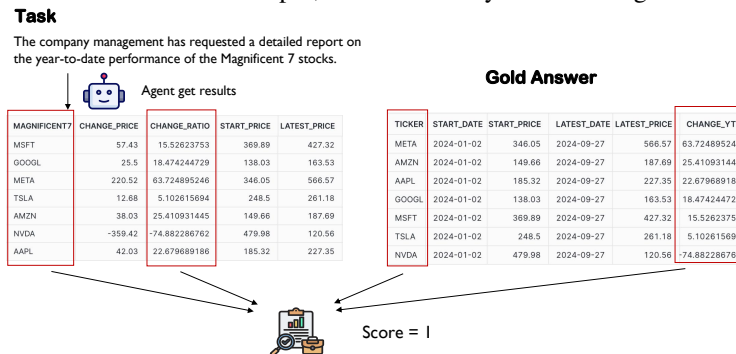 Task
The company management has requested a detailed report on
the year-to-date performance of the Magnificent 7 stocks.
Agent get results
Gold Answer
MAGNIFICENT7 CHANGE_PRICE CHANGE_RATIO START_PRICE LATEST_PRICE
MSFT 57.43 15.52623753 369.89 427.32
GOOGL 25.5 18.474244729 138.03 163.53
META 220.52 63.724895246 346.05 566.57
TSLA 12.68 5.102615694 248.5 261.18
AMZN 38.03 25.410931445 149.66 187.69
NVDA -359.42 -74.882286762 479.98 120.56
AAPL 42.03 22.679689186 185.32 227.35
TICKER START_DATE START_PRICE LATEST_DATE LATEST_PRICE CHANGE_YT
META 2024-01-02 346.05 2024-09-27 566.57 63.72489524
AMZN 2024-01-02 149.66 2024-09-27 187.69 25.41093144
AAPL 2024-01-02 185.32 2024-09-27 227.35 22.67968918
GOOGL 2024-01-02 138.03 2024-09-27 163.53 18.47424472
MSFT 2024-01-02 369.89 2024-09-27 427.32 15.5262375
TSLA 2024-01-02 248.5 2024-09-27 261.18 5.10261569
NVDA 2024-01-02 479.98 2024-09-27 120.56 -74.88228676
Score = 1